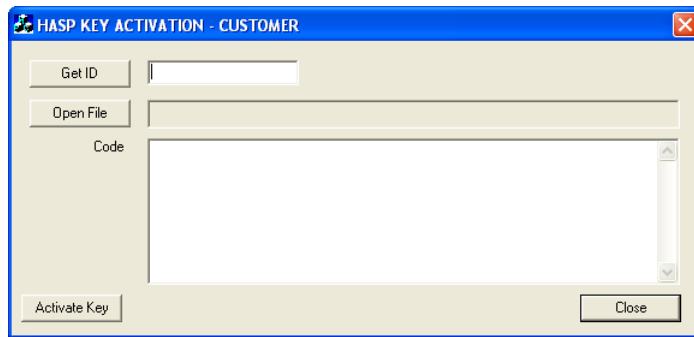 HASP KEY ACTIVATION - CUSTOMER
Get ID
Open File
Code
Activate Key
Close